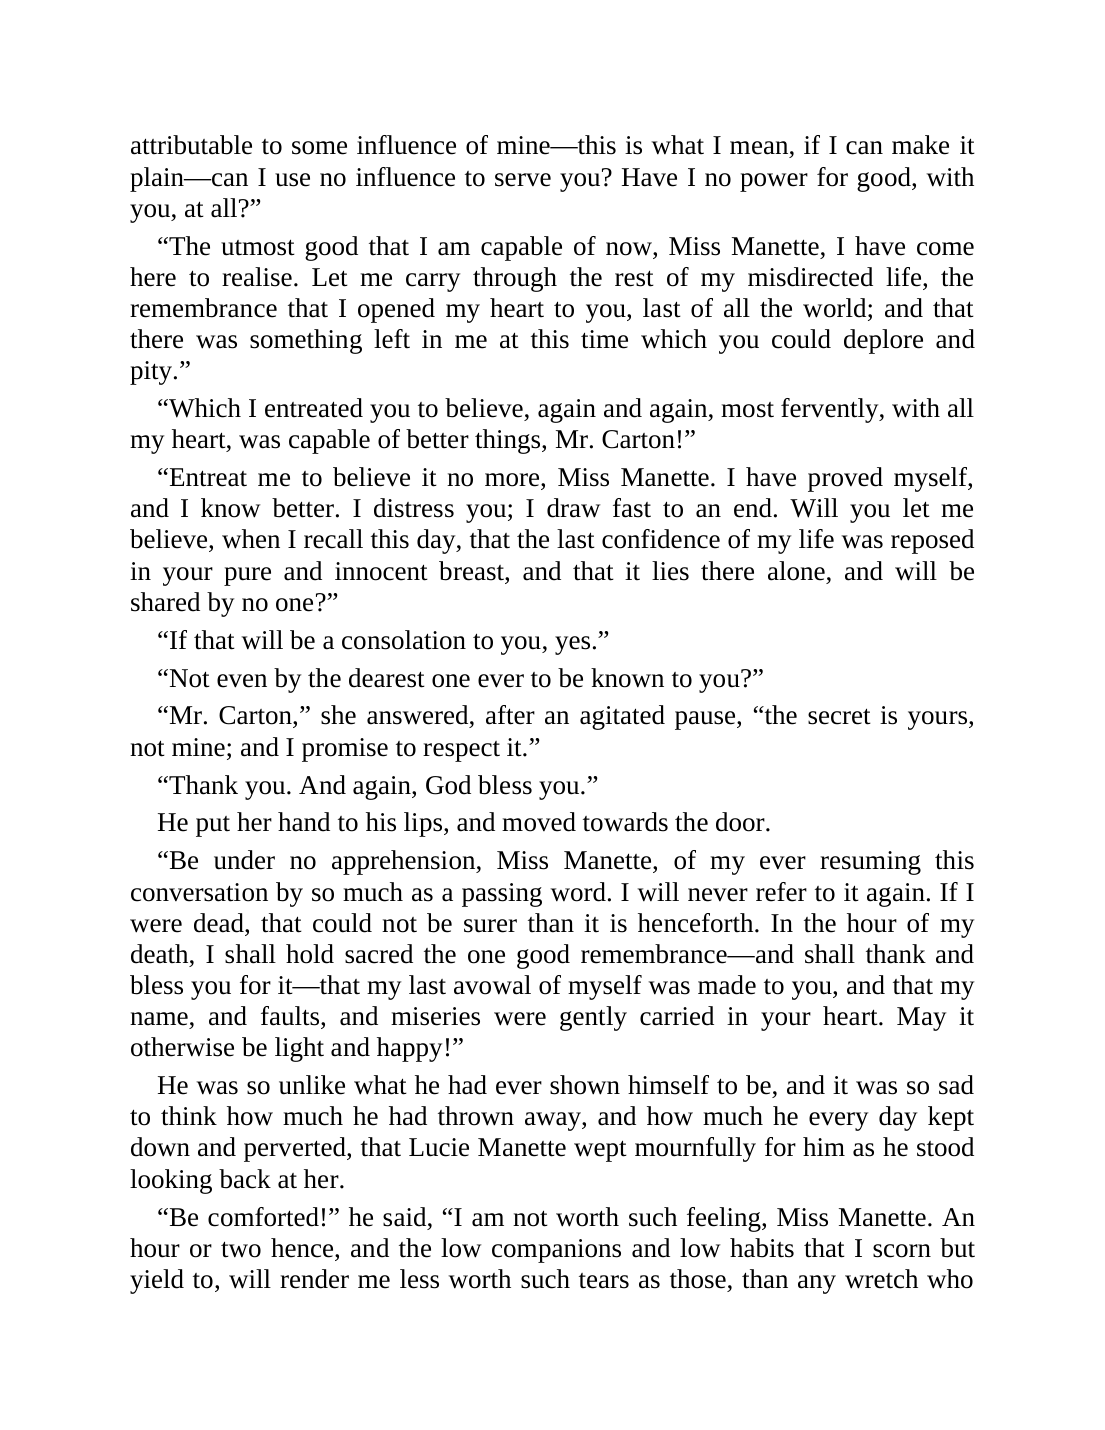 attributable to some influence of mine—this is what I mean, if I can make it
plain—can I use no influence to serve you? Have I no power for good, with
you, at all?”
“The utmost good that I am capable of now, Miss Manette, I have come
here to realise. Let me carry through the rest of my misdirected life, the
remembrance that I opened my heart to you, last of all the world; and that
there was something left in me at this time which you could deplore and
pity.”
“Which I entreated you to believe, again and again, most fervently, with all
my heart, was capable of better things, Mr. Carton!”
“Entreat me to believe it no more, Miss Manette. I have proved myself,
and I know better. I distress you; I draw fast to an end. Will you let me
believe, when I recall this day, that the last confidence of my life was reposed
in your pure and innocent breast, and that it lies there alone, and will be
shared by no one?”
“If that will be a consolation to you, yes.”
“Not even by the dearest one ever to be known to you?”
“Mr. Carton,” she answered, after an agitated pause, “the secret is yours,
not mine; and I promise to respect it.”
“Thank you. And again, God bless you.”
He put her hand to his lips, and moved towards the door.
“Be under no apprehension, Miss Manette, of my ever resuming this
conversation by so much as a passing word. I will never refer to it again. If I
were dead, that could not be surer than it is henceforth. In the hour of my
death, I shall hold sacred the one good remembrance—and shall thank and
bless you for it—that my last avowal of myself was made to you, and that my
name, and faults, and miseries were gently carried in your heart. May it
otherwise be light and happy!”
He was so unlike what he had ever shown himself to be, and it was so sad
to think how much he had thrown away, and how much he every day kept
down and perverted, that Lucie Manette wept mournfully for him as he stood
looking back at her.
“Be comforted!” he said, “I am not worth such feeling, Miss Manette. An
hour or two hence, and the low companions and low habits that I scorn but
yield to, will render me less worth such tears as those, than any wretch who